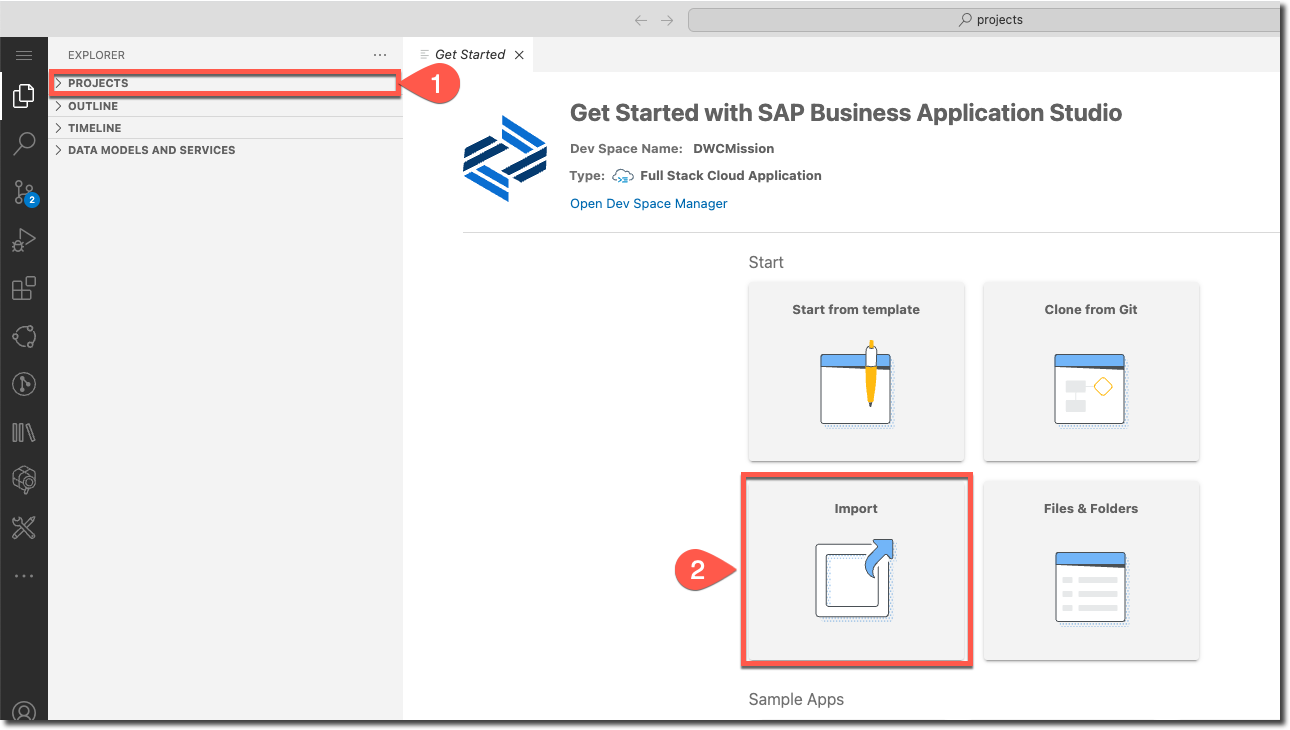 projects
EXPLORER
Get Started
PROJECTS
1
OUTLINE
TIMELINE
DATA MODELS AND SERVICES
2
Get Started with SAP Business Application Studio
Dev Space Name: DWCMission
Type: Full Stack Cloud Application
Open Dev Space Manager
Start
Start from template
Clone from Git
Import
Files & Folders
2
Sample Apps